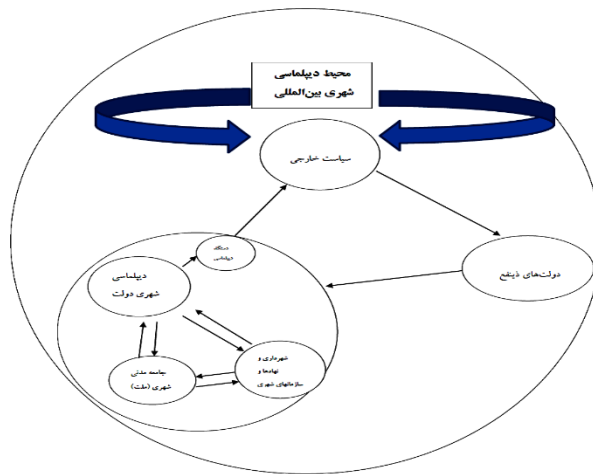 محیط دیپلماسی
شهری بین‌المللی
سیاست خارجی
دستگاه
دیپلماسی
دیپلماسی
شهری دولت
دولت‌های ذینفع
شهرداری و
نهادها و
سازمانهای شهری
جامعه مدنی
شهری (ملت)